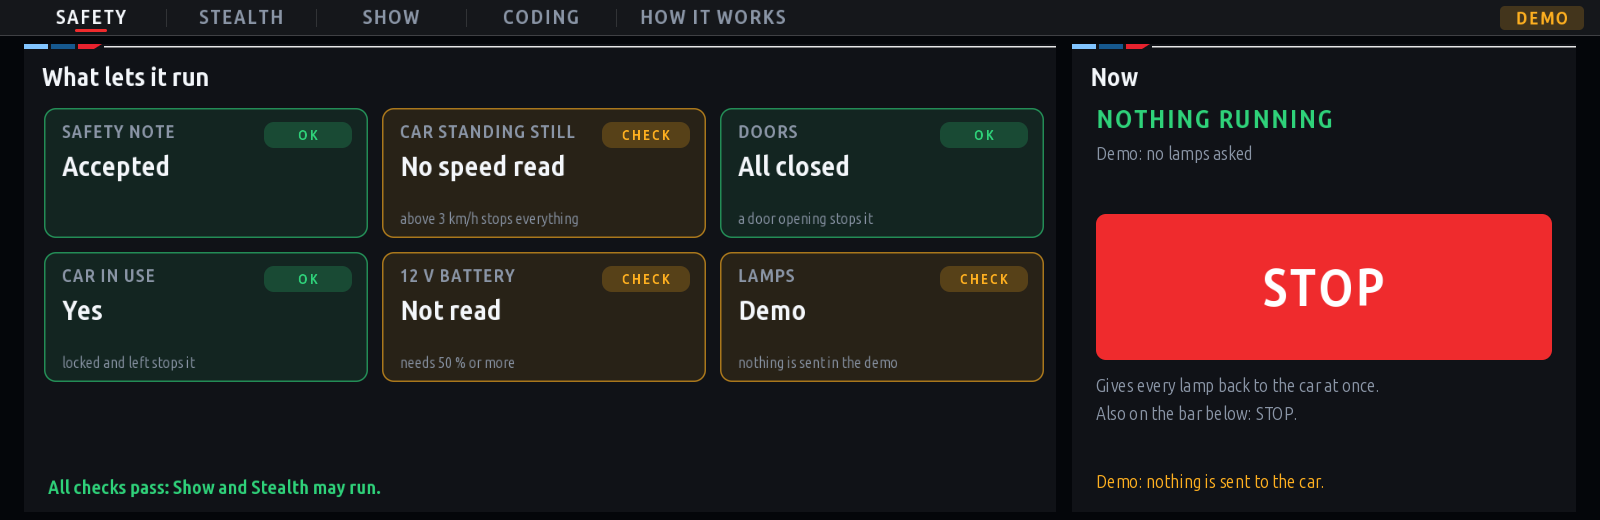 SAFETY
STEALTH
SHOW
CODING
HOW IT WORKS
DEMO
What lets it run
SAFETY NOTE
OK
Accepted
CAR STANDING STILL
CHECK
No speed read
above 3 km/h stops everything
DOORS
OK
All closed
a door opening stops it
CAR IN USE
OK
Yes
locked and left stops it
12 V BATTERY
CHECK
Not read
needs 50 % or more
LAMPS
CHECK
Demo
nothing is sent in the demo
All checks pass: Show and Stealth may run.
Now
NOTHING RUNNING
Demo: no lamps asked
STOP
Gives every lamp back to the car at once.
Also on the bar below: STOP.
Demo: nothing is sent to the car.